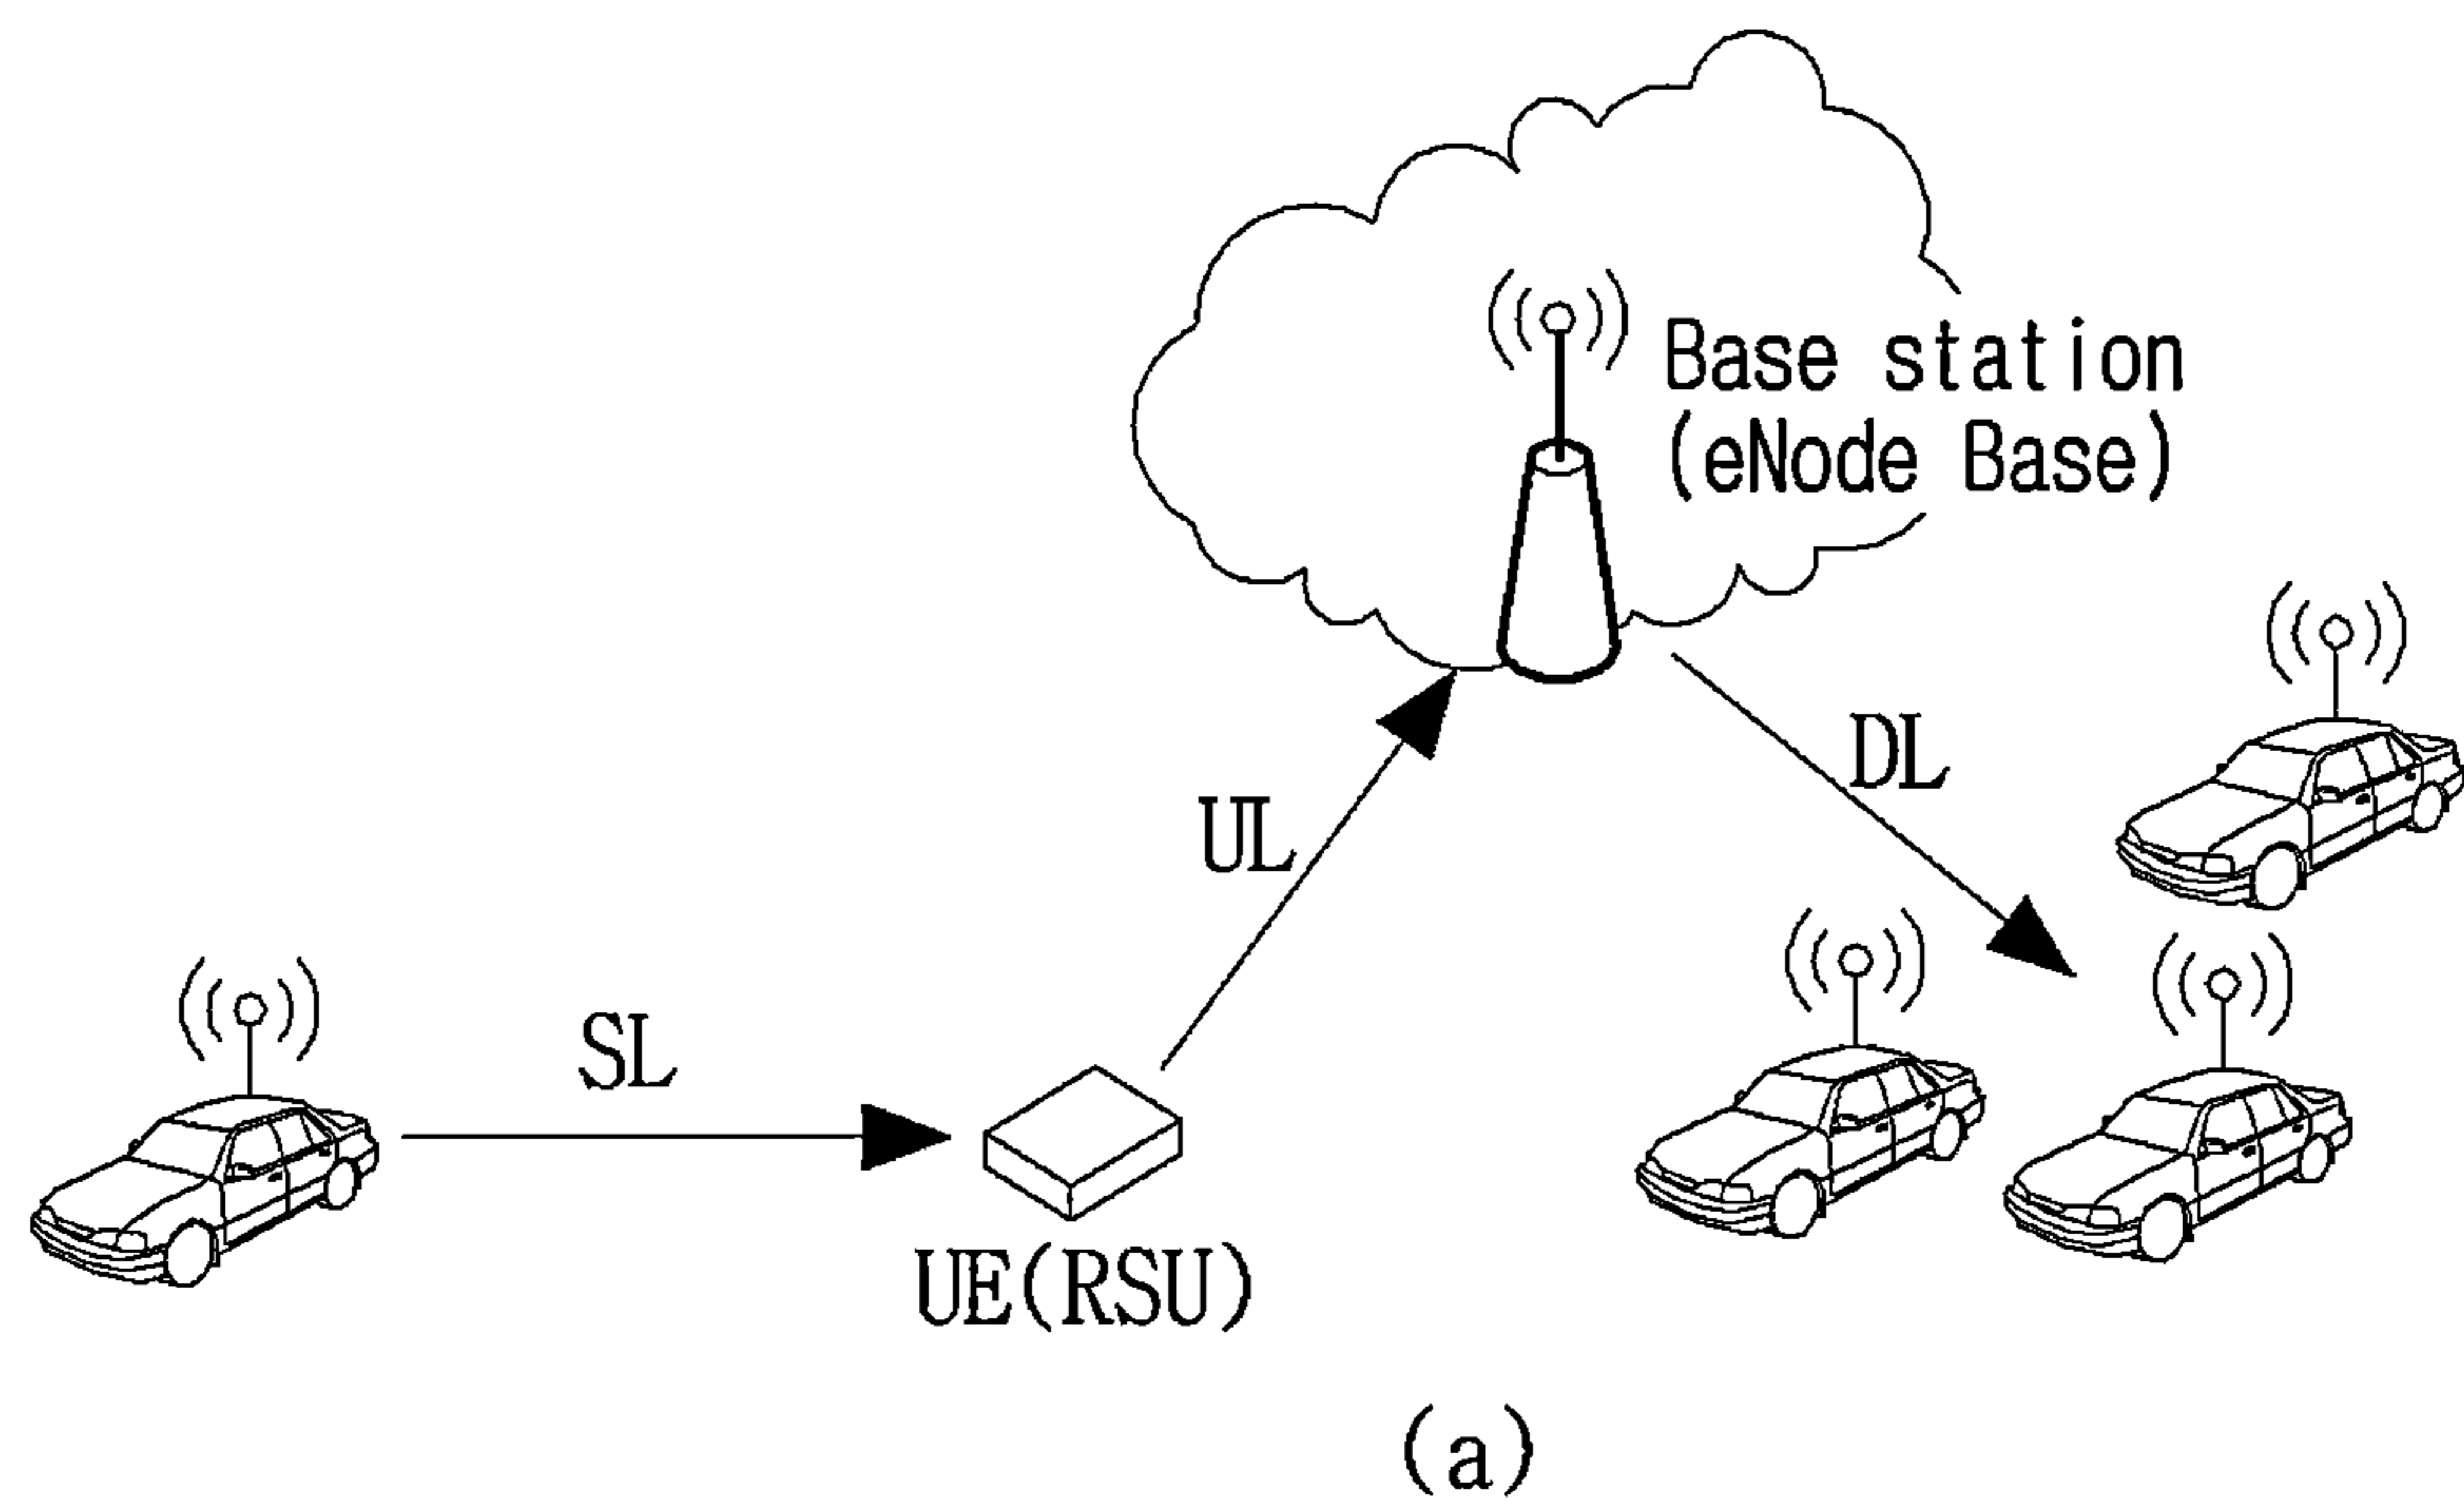 Base station
(eNode Base)
DL
UL
SL
UE(RSU)
(a)